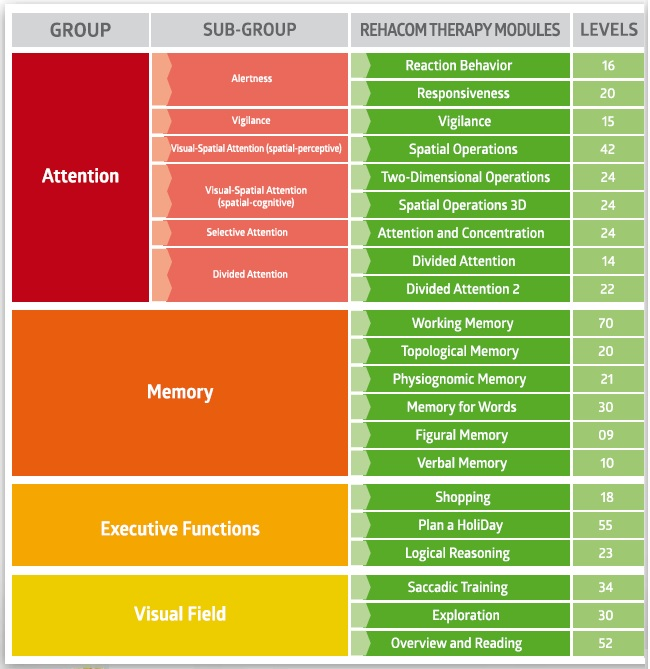 GROUP SUB-GROUP REHACOM THERAPY MODULES LEVELS
Attention
Alertness
Reaction Behavior 16
Responsiveness 20
Vigilance
Vigilance 15
Visual-Spatial Attention (spatial-perceptive)
Spatial Operations 42
Visual-Spatial Attention
(spatial-cognitive)
Two-Dimensional Operations 24
Spatial Operations 3D 24
Selective Attention
Attention and Concentration 24
Divided Attention
Divided Attention 14
Divided Attention 2 22
Memory
Working Memory 70
Topological Memory 20
Physiognomic Memory 21
Memory for Words 30
Figural Memory 09
Verbal Memory 10
Executive Functions
Shopping 18
Plan a HoliDay 55
Logical Reasoning 23
Visual Field
Saccadic Training 34
Exploration 30
Overview and Reading 52